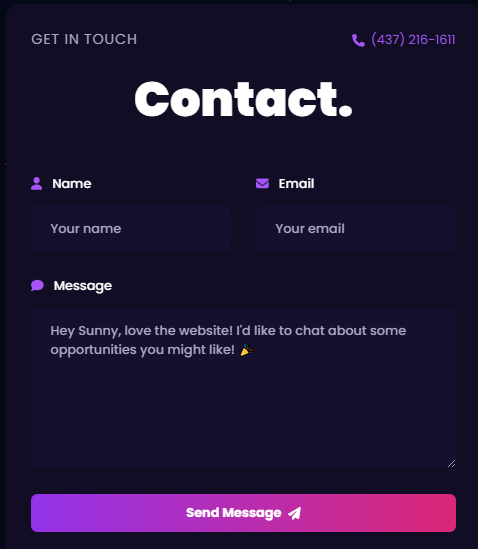 GET IN TOUCH
(437) 216-1611
Contact.
Name
Email
Your name
Your email
Message
Hey Sunny, love the website! I'd like to chat about some
opportunities you might like! 🎉
Send Message